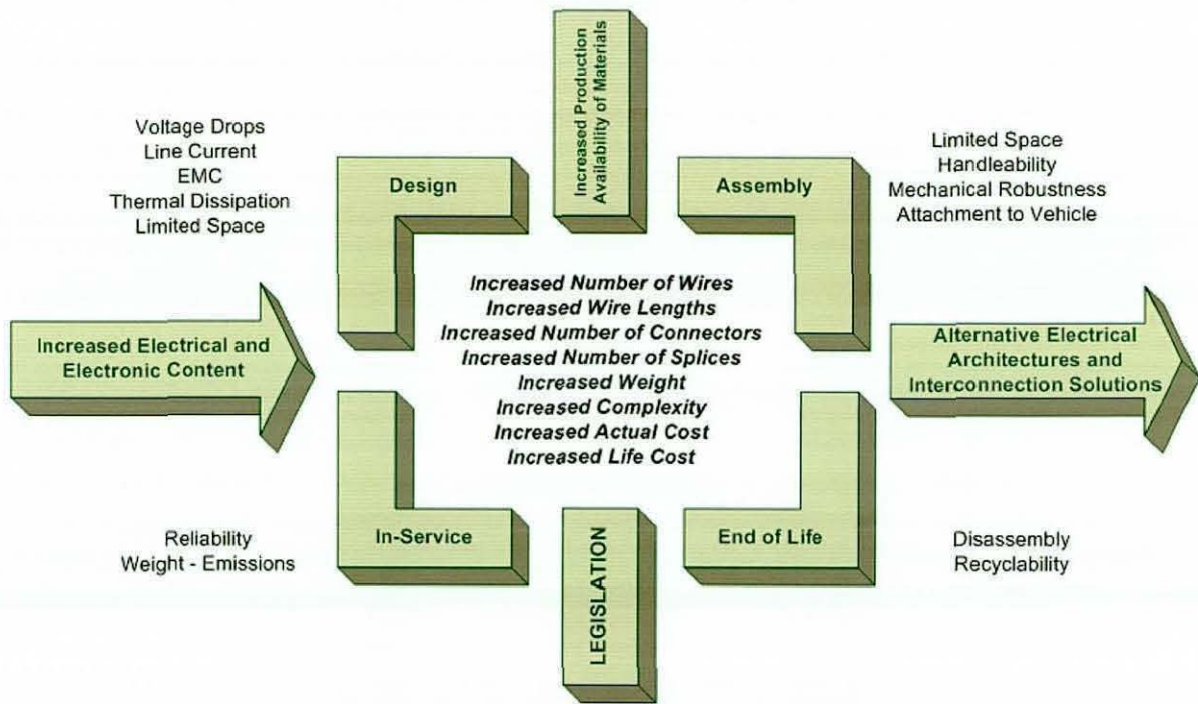 Increased Production
Availability of Materials
Voltage Drops
Line Current
EMC
Thermal Dissipation
Limited Space
Design
Assembly
Limited Space
Handleability
Mechanical Robustness
Attachment to Vehicle
Increased Electrical and
Electronic Content
Increased Number of Wires
Increased Wire Lengths
Increased Number of Connectors
Increased Number of Splices
Increased Weight
Increased Complexity
Increased Actual Cost
Increased Life Cost
Alternative Electrical
Architectures and
Interconnection Solutions
Reliability
Weight - Emissions
In-Service
LEGISLATION
End of Life
Disassembly
Recyclability